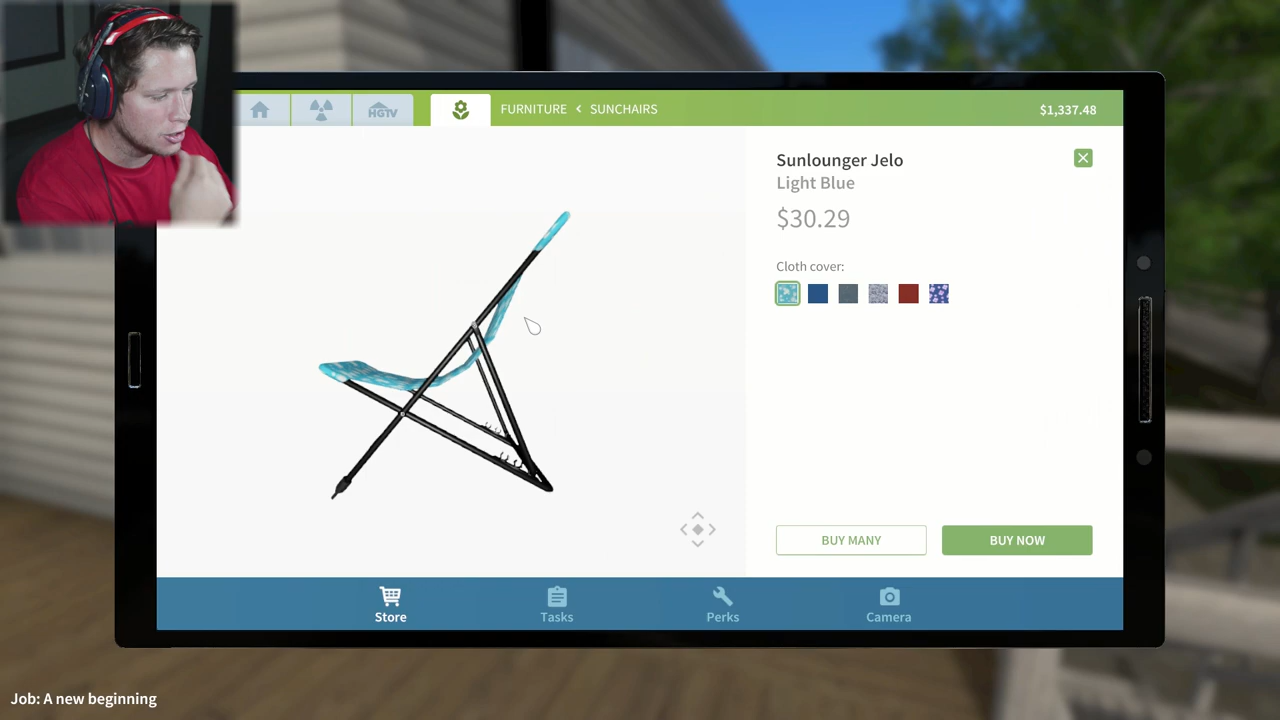 HGTV
FURNITURE < SUNCHAIRS
$1,337.48
Sunlounger Jelo
Light Blue
$30.29
Cloth cover:
BUY MANY
BUY NOW
Store
Tasks
Perks
Camera
Job: A new beginning